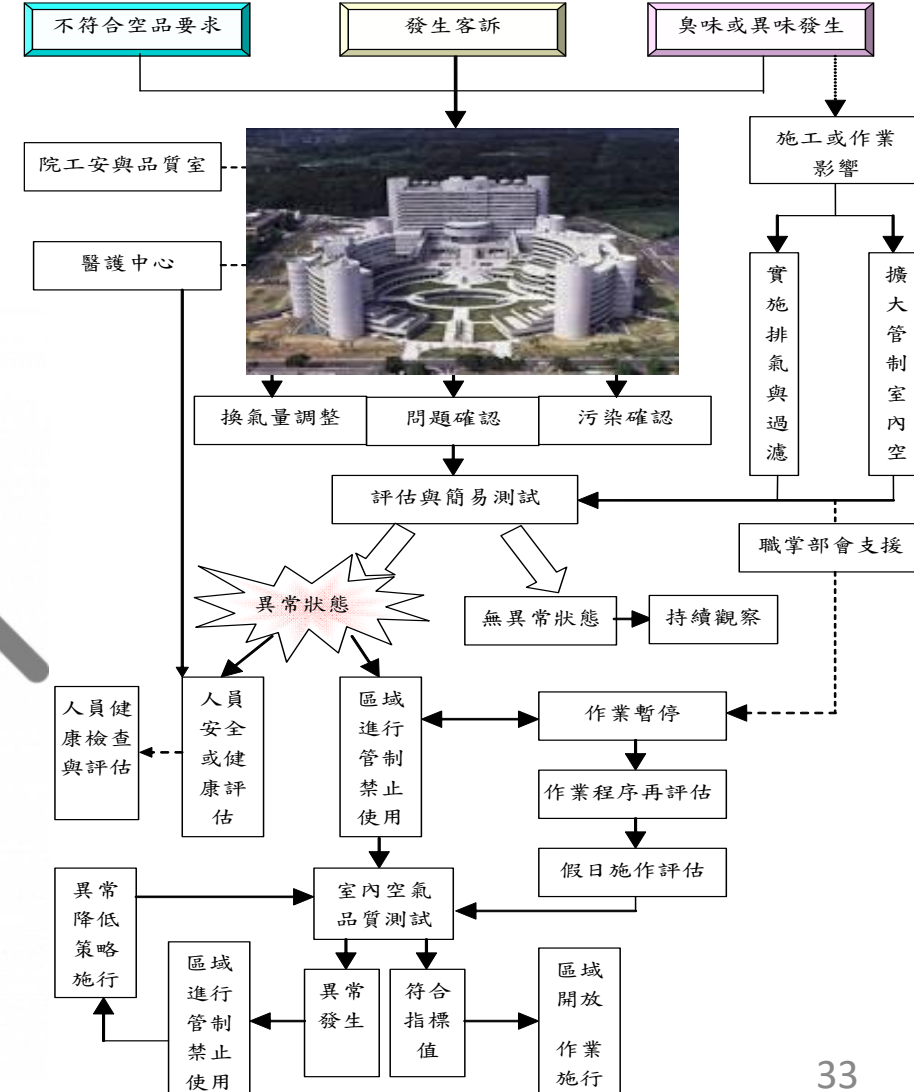 不符合空品要求
發生客訴
臭味或異味發生
院工安與品質室
施工或作業
影響
醫護中心
實
施
排
氣
與
過
濾
擴
大
管
制
室
內
空
換氣量調整
問題確認
污染確認
評估與簡易測試
職掌部會支援
異常狀態
無異常狀態
持續觀察
人員健
康檢查
與評估
人員
安全
或健
康評
估
區域
進行
管制
禁止
使用
作業暫停
作業程序再評估
假日施作評估
異常
降低
策略
施行
室內空氣
品質測試
區域
進行
管制
禁止
使用
異常
發生
符合
指標
值
區域
開放
作業
施行
33